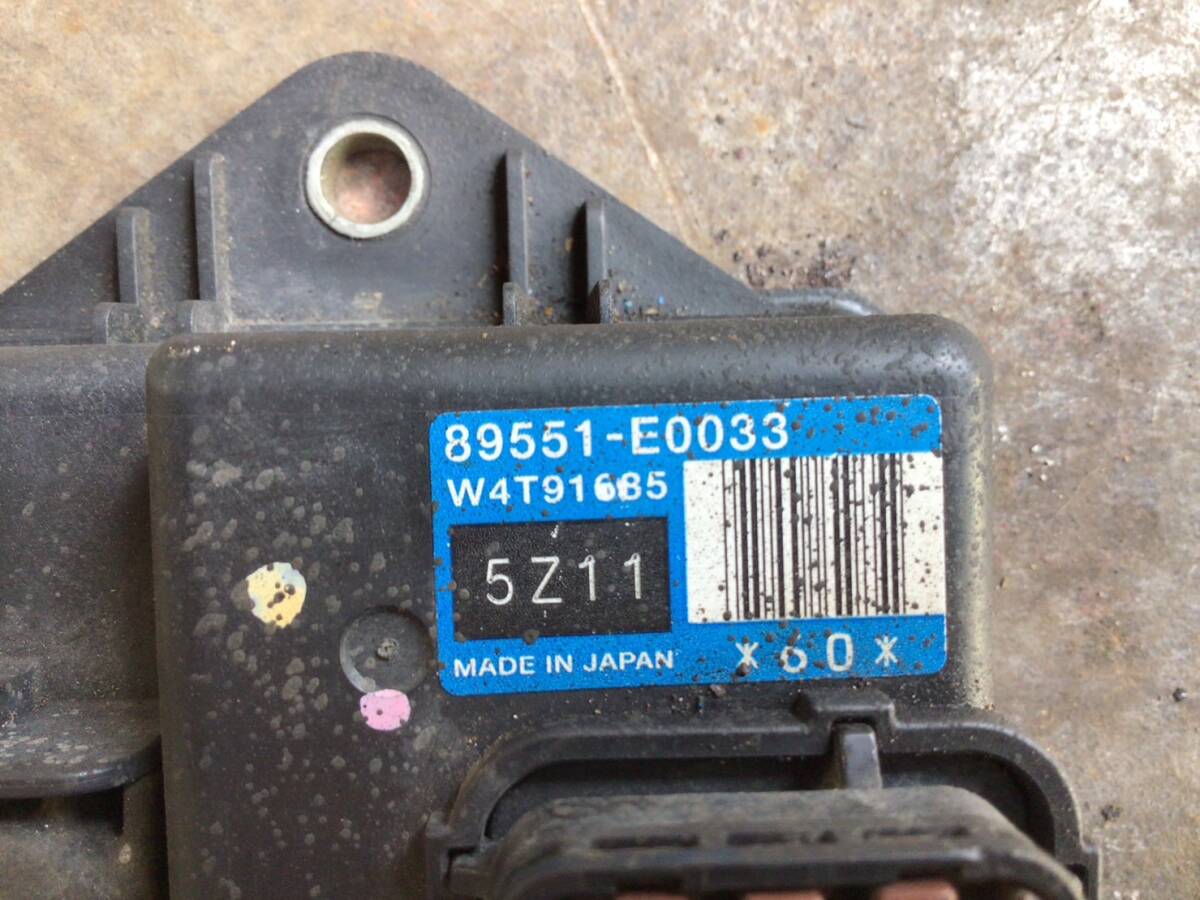 89551-E0033
W4T91685
5Z11
MADE IN JAPAN
*60*